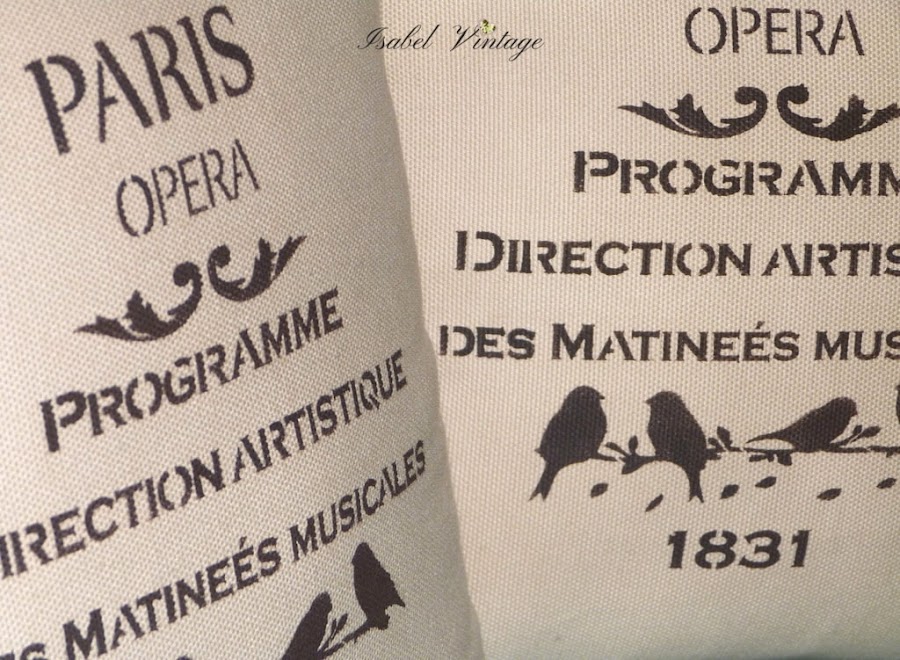 Isabel Vintage
PARIS
OPERA
PROGRAMME
DIRECTION ARTISTIQUE
DES MATINEÉS MUSICALES
OPERA
PROGRAMM
DIRECTION ARTIS
DES MATINEÉS MUS
1831